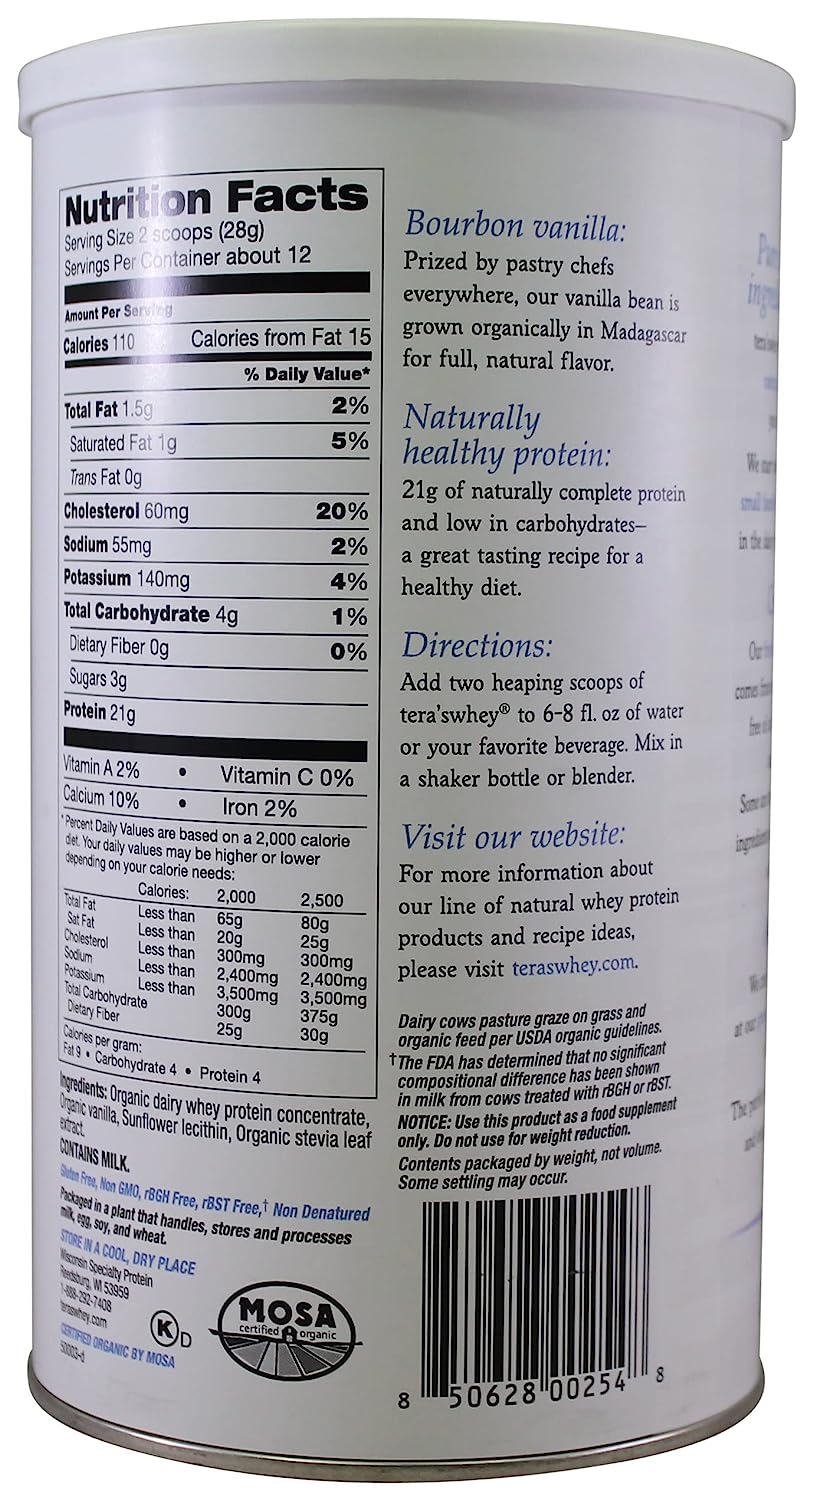 Nutrition Facts
Serving Size 2 scoops (28g)
Servings Per Container about 12
Amount Per Serving
Calories 110 Calories from Fat 15
% Daily Value*
Total Fat 1.5g 2%
Saturated Fat 1g 5%
Trans Fat 0g
Cholesterol 60mg 20%
Sodium 55mg 2%
Potassium 140mg 4%
Total Carbohydrate 4g 1%
Dietary Fiber 0g 0%
Sugars 3g
Protein 21g
Vitamin A 2% • Vitamin C 0%
Calcium 10% • Iron 2%
*Percent Daily Values are based on a 2,000 calorie
diet. Your daily values may be higher or lower
depending on your calorie needs:
Calories: 2,000 2,500
Total Fat Less than 65g 80g
Sat Fat Less than 20g 25g
Cholesterol Less than 300mg 300mg
Sodium Less than 2,400mg 2,400mg
Potassium Less than 3,500mg 3,500mg
Total Carbohydrate 300g 375g
Dietary Fiber 25g 30g
Calories per gram:
Fat 9 • Carbohydrate 4 • Protein 4
Ingredients: Organic dairy whey protein concentrate,
Organic vanilla, Sunflower lecithin, Organic stevia leaf
extract.
CONTAINS MILK.
Gluten Free, Non GMO, rBGH Free, rBST Free,† Non Denatured
Packaged in a plant that handles, stores and processes
milk, egg, soy, and wheat.
STORE IN A COOL, DRY PLACE
Wisconsin Specialty Protein
Reedsburg, WI 53959
1-888-292-7408
teraswhey.com
CERTIFIED ORGANIC BY MOSA
50003-d
K D
MOSA
certified organic
Bourbon vanilla:
Prized by pastry chefs
everywhere, our vanilla bean is
grown organically in Madagascar
for full, natural flavor.
Naturally
healthy protein:
21g of naturally complete protein
and low in carbohydrates–
a great tasting recipe for a
healthy diet.
Directions:
Add two heaping scoops of
tera'swhey® to 6-8 fl. oz of water
or your favorite beverage. Mix in
a shaker bottle or blender.
Visit our website:
For more information about
our line of natural whey protein
products and recipe ideas,
please visit teraswhey.com.
Dairy cows pasture graze on grass and
organic feed per USDA organic guidelines.
†The FDA has determined that no significant
compositional difference has been shown
in milk from cows treated with rBGH or rBST.
NOTICE: Use this product as a food supplement
only. Do not use for weight reduction.
Contents packaged by weight, not volume.
Some settling may occur.
8 50628 00254 8